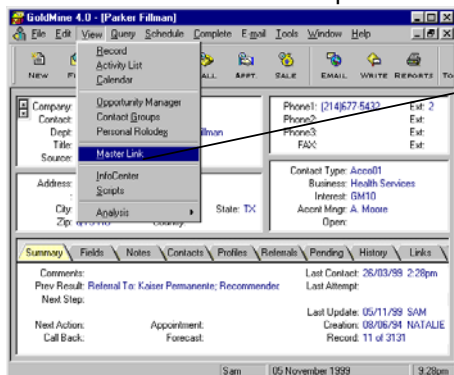 GoldMine 4.0 - [Parker Fillman]
File Edit View Query Schedule Complete E-mail Tools Window Help
NEW ALL APPT. SALE EMAIL WRITE REPORTS
Record
Activity List
Calendar
Opportunity Manager
Contact Groups
Personal Rolodex
Master Link
InfoCenter
Scripts
Analysis
Company
Contact:
Dept:
Title:
Source:
Phone1: (214)677-5432 Ext: 2
Phone2: Ext:
Phone3: Ext:
FAX: Ext:
Address:
City: State: TX
Zip:
Contact Type: Acco01
Business: Health Services
Interest: GM10
Accnt Mngr: A. Moore
Open:
Summary Fields Notes Contacts Profiles Referrals Pending History Links
Comments: Last Contact: 26/03/99 2:28pm
Prev Result: Referral To: Kaiser Permanente; Recommender Last Attempt:
Next Step:
Last Update: 05/11/99 SAM
Next Action: Appointment: Creation: 08/06/94 NATALIE
Call Back: Forecast: Record: 11 of 3131
Sam 05 November 1999 9:28pm